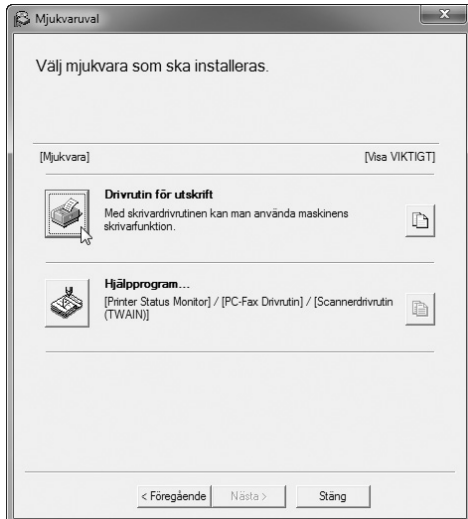 Mjukvaruval
Välj mjukvara som ska installeras.
[Mjukvara] [Visa VIKTIGT]
Drivrutin för utskrift
Med skrivardrivrutinen kan man använda maskinens
skrivarfunktion.
Hjälpprogram...
[Printer Status Monitor] / [PC-Fax Drivrutin] / [Scannerdrivrutin
(TWAIN)]
< Föregående Nästa > Stäng